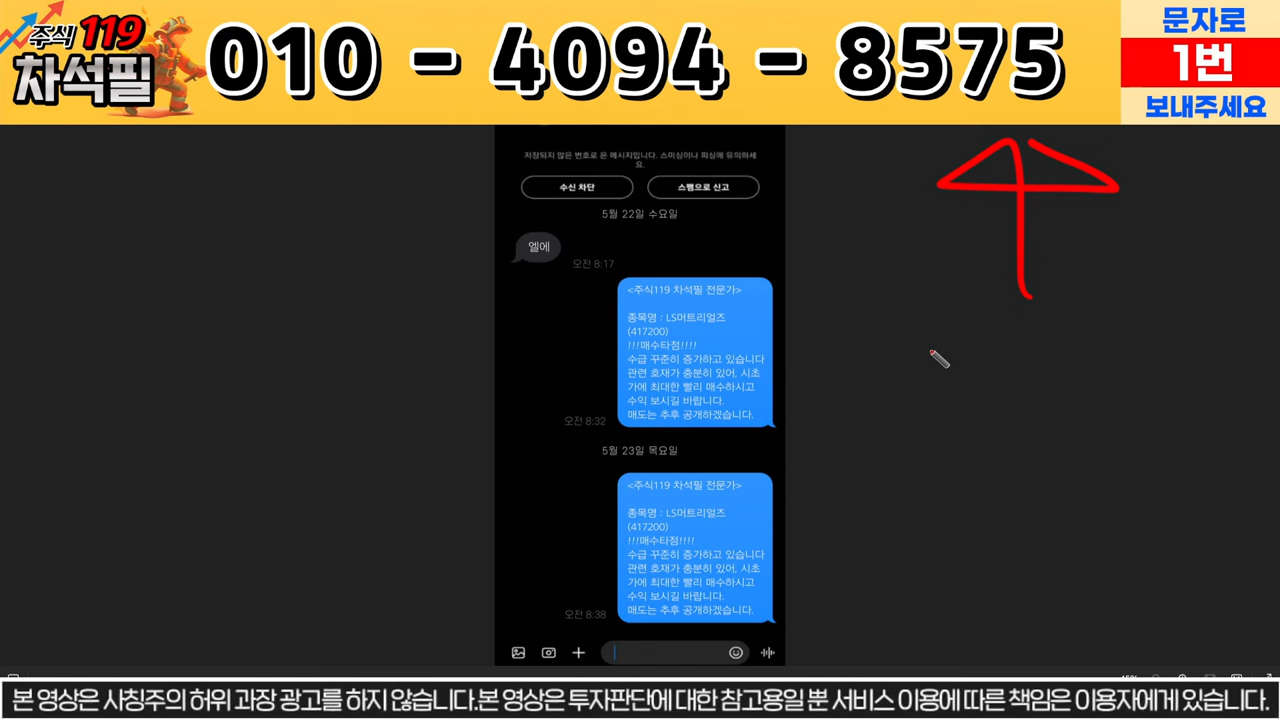 주식 119
차석필
010 - 4094 - 8575
문자로
1번
보내주세요
저장되지 않은 번호로 온 메시지입니다. 스미싱이나 피싱에 유의하세
요.
수신 차단
스팸으로 신고
5월 22일 수요일
엘에
오전 8:17
<주식119 차석필 전문가>
종목명 : LS머트리얼즈
(417200)
!!!매수타점!!!!
수급 꾸준히 증가하고 있습니다
관련 호재가 충분히 있어, 시초
가에 최대한 빨리 매수하시고
수익 보시길 바랍니다.
매도는 추후 공개하겠습니다.
오전 8:32
5월 23일 목요일
<주식119 차석필 전문가>
종목명 : LS머트리얼즈
(417200)
!!!매수타점!!!!
수급 꾸준히 증가하고 있습니다
관련 호재가 충분히 있어, 시초
가에 최대한 빨리 매수하시고
수익 보시길 바랍니다.
매도는 추후 공개하겠습니다.
오전 8:38
본 영상은 사칭주의 허위 과장 광고를 하지 않습니다.본 영상은 투자판단에 대한 참고용일 뿐 서비스 이용에 따른 책임은 이용자에게 있습니다.